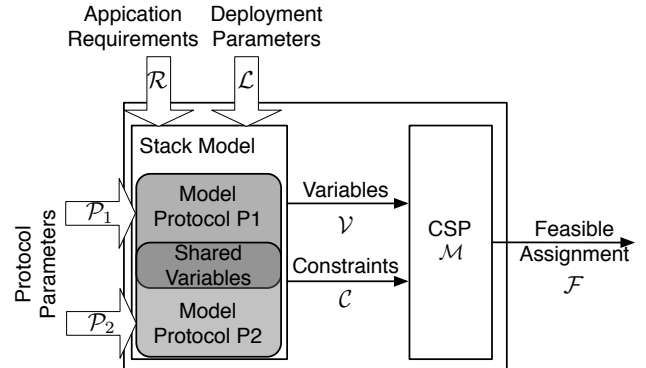 Appication
Requirements
Deployment
Parameters
ℛ
ℒ
Stack Model
Protocol
Parameters
𝒫1
Model
Protocol P1
Shared
Variables
𝒫2
Model
Protocol P2
Variables
𝒱
Constraints
𝒞
CSP
ℳ
Feasible
Assignment
ℱ